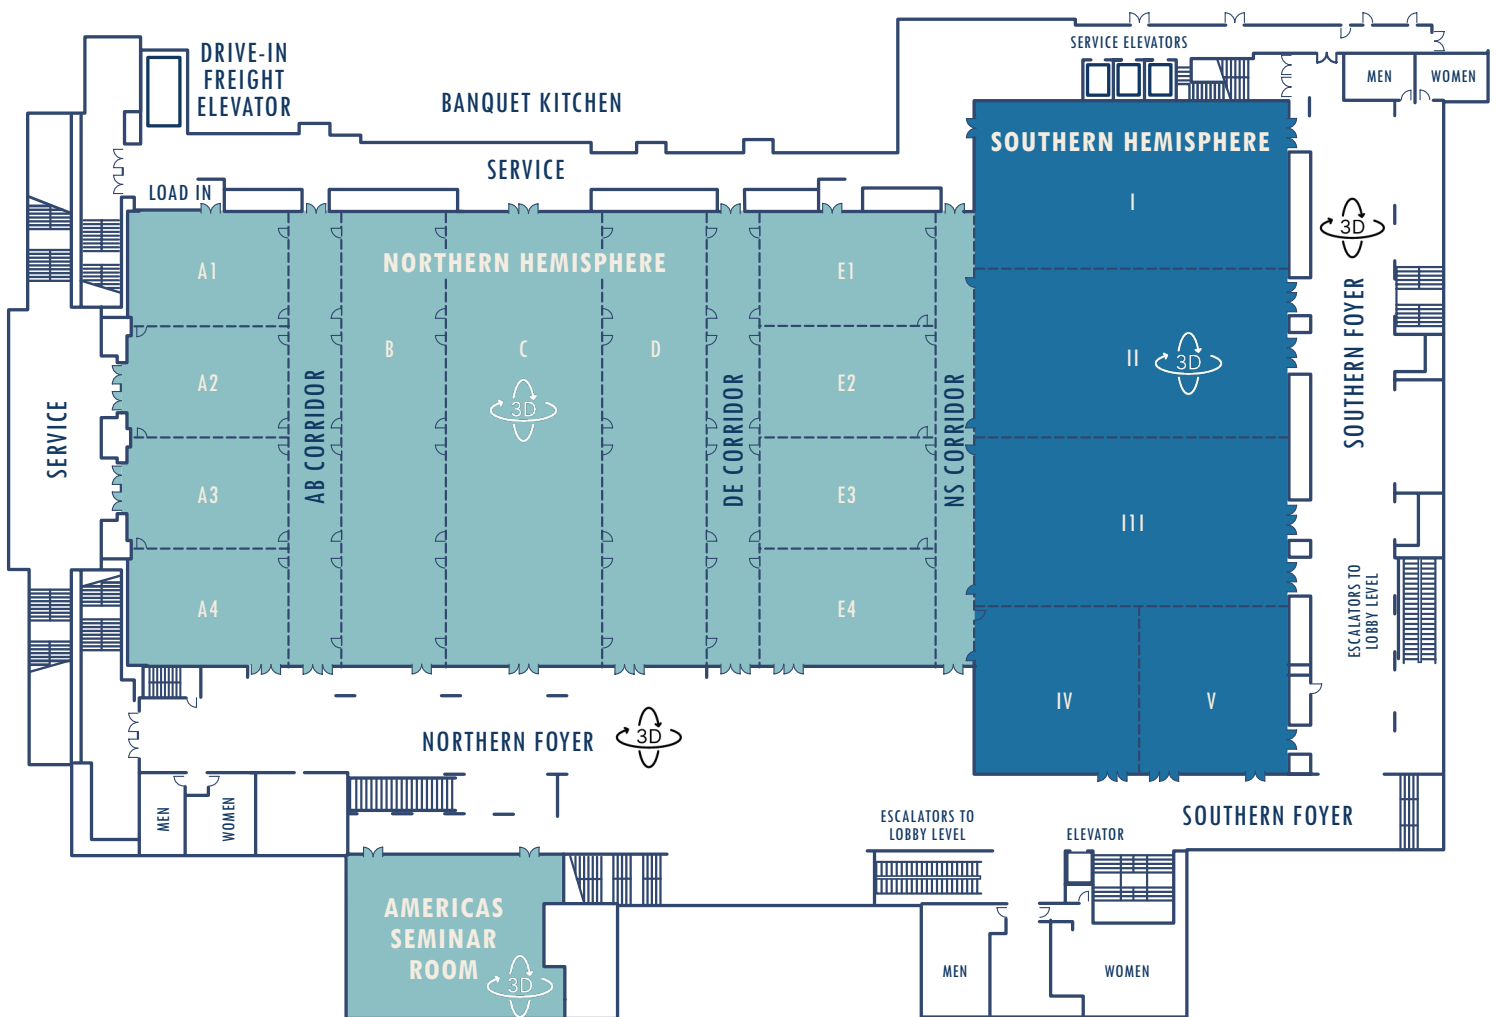 DRIVE-IN
FREIGHT
ELEVATOR
BANQUET KITCHEN
SERVICE ELEVATORS
MEN
WOMEN
SOUTHERN HEMISPHERE
SERVICE
LOAD IN
I
3D
A1
NORTHERN HEMISPHERE
E1
SOUTHERN FOYER
A2
B
C
D
E2
II
3D
3D
SERVICE
AB CORRIDOR
DE CORRIDOR
NS CORRIDOR
A3
E3
III
A4
E4
ESCALATORS TO
LOBBY LEVEL
IV
V
NORTHERN FOYER
3D
MEN
WOMEN
ESCALATORS TO
LOBBY LEVEL
ELEVATOR
SOUTHERN FOYER
AMERICAS
SEMINAR
ROOM
3D
MEN
WOMEN